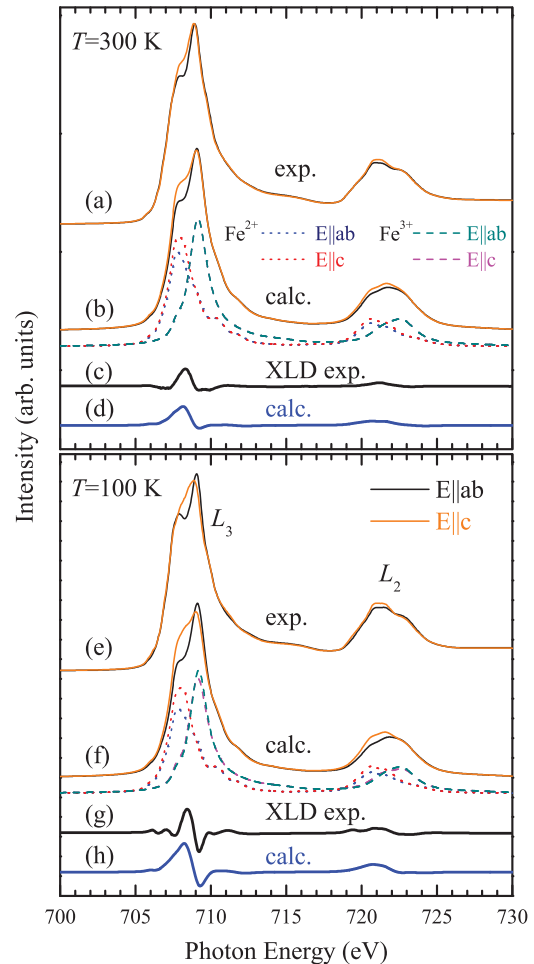 T=300 K
exp.
(a)
Fe2+ E||ab Fe3+ E||ab
E||c E||c
(b)
calc.
(c)
XLD exp.
(d)
calc.
Intensity (arb. units)
T=100 K
E||ab
E||c
L3
L2
exp.
(e)
(f)
calc.
(g)
XLD exp.
(h)
calc.
700 705 710 715 720 725 730
Photon Energy (eV)